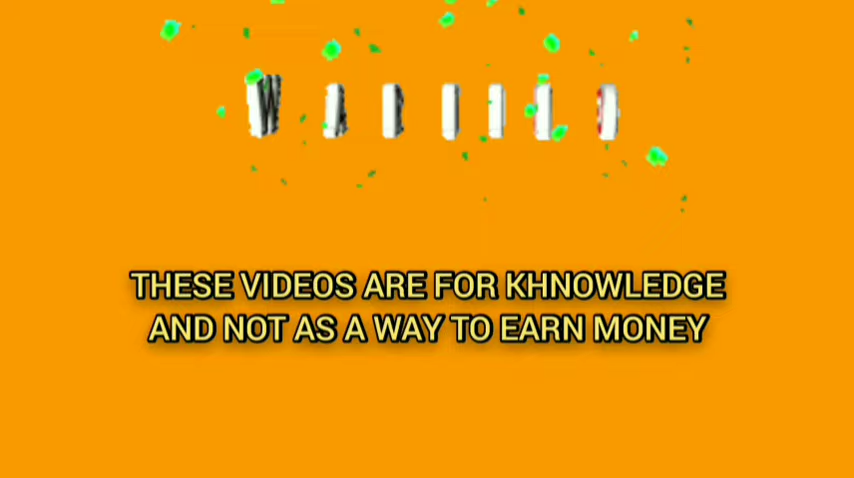 THESE VIDEOS ARE FOR KHNOWLEDGE
AND NOT AS A WAY TO EARN MONEY